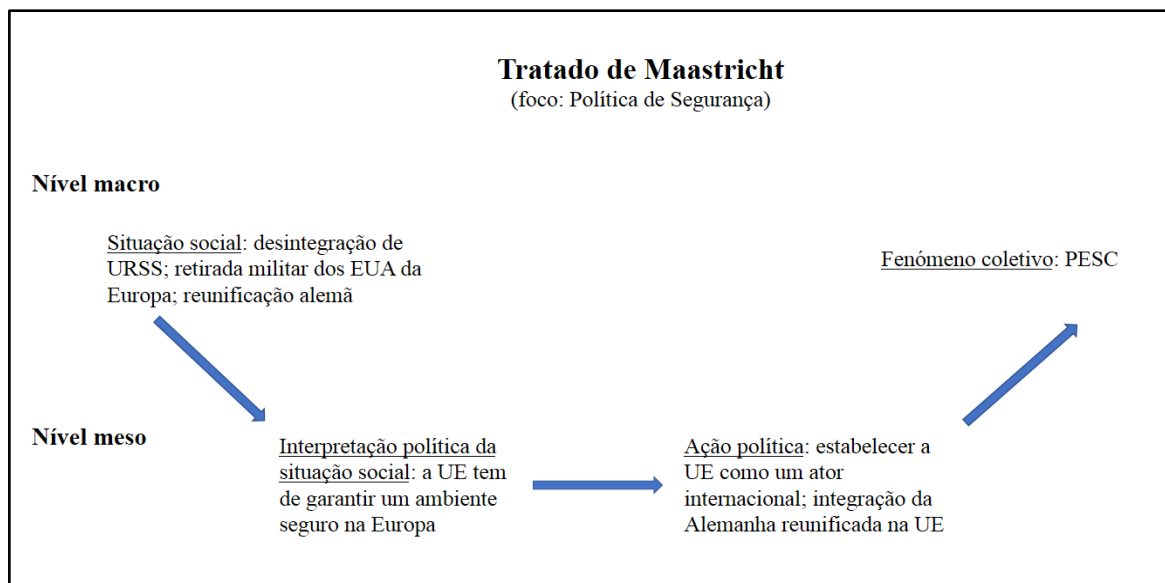 Tratado de Maastricht
(foco: Política de Segurança)
Nível macro
Situação social: desintegração de
URSS; retirada militar dos EUA da
Europa; reunificação alemã
Fenómeno coletivo: PESC
Nível meso
Interpretação política da
situação social: a UE tem
de garantir um ambiente
seguro na Europa
Ação política: estabelecer a
UE como um ator
internacional; integração da
Alemanha reunificada na UE